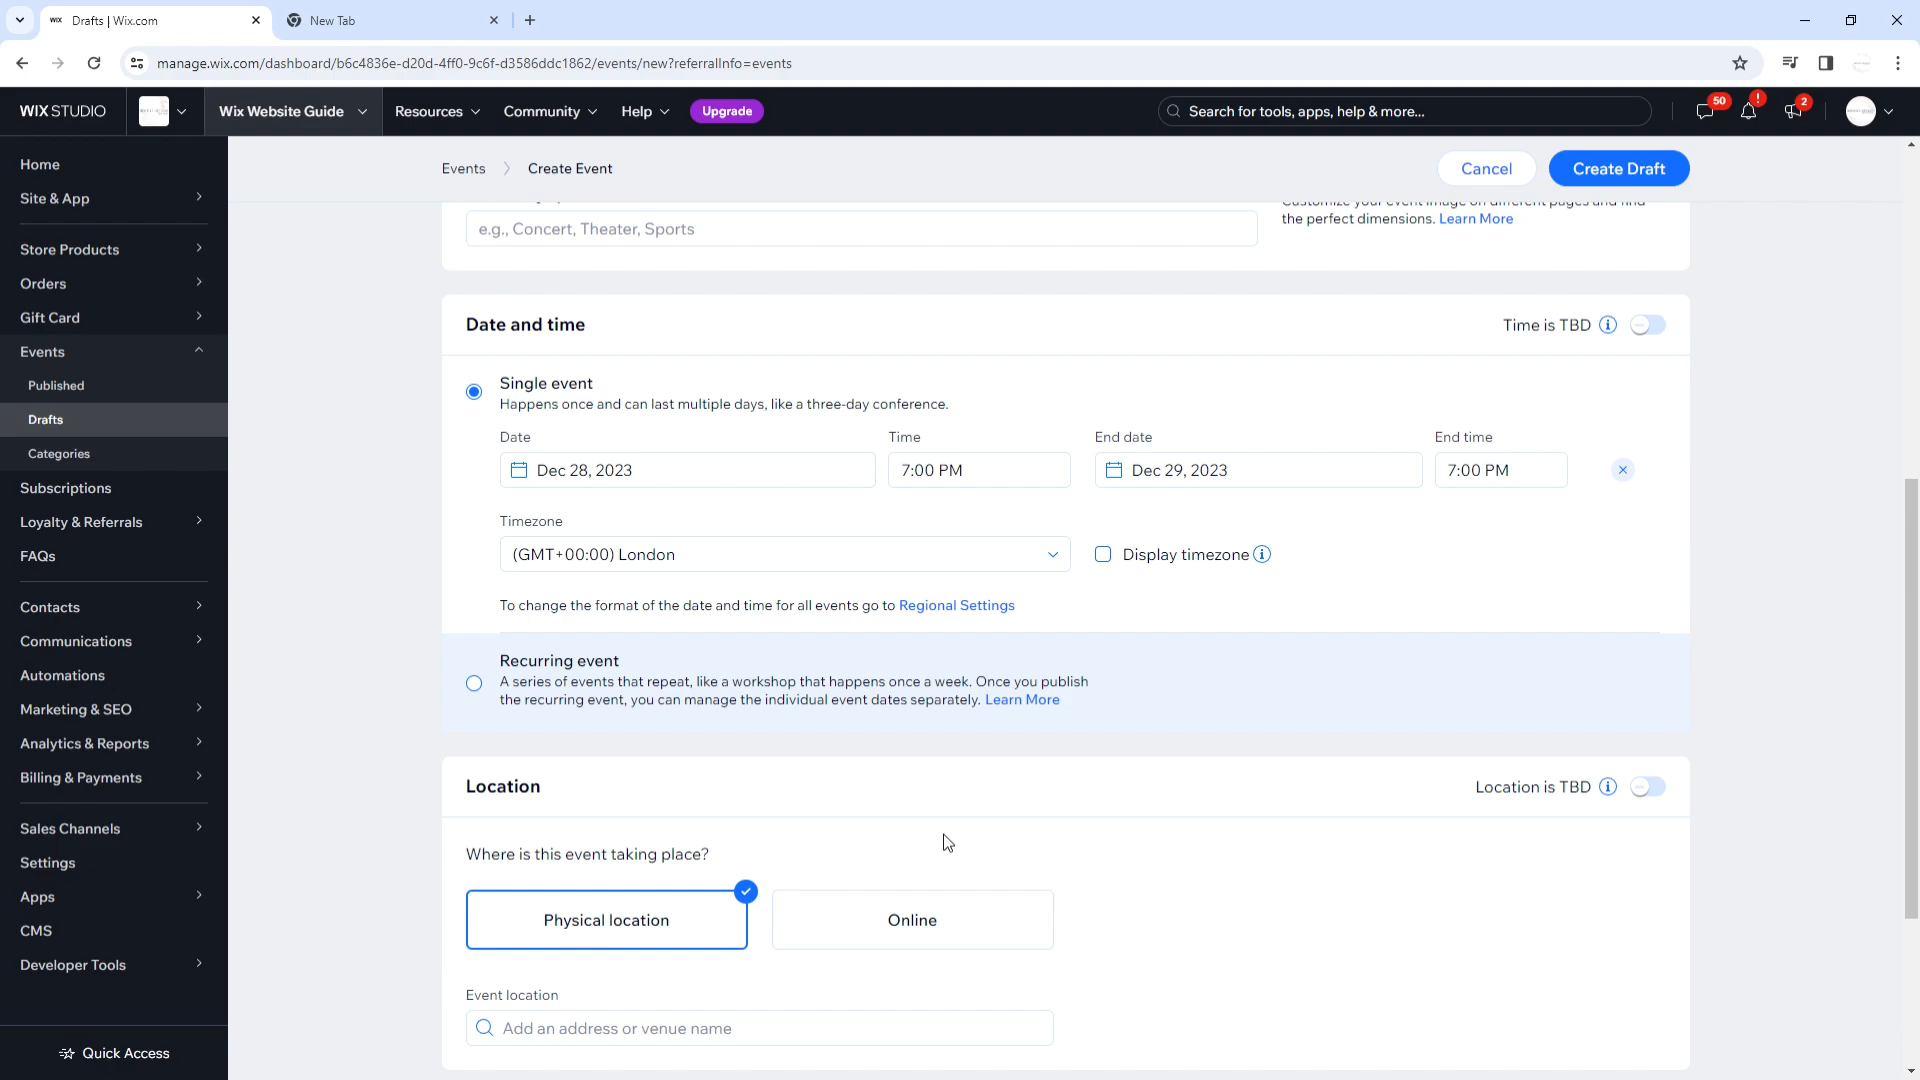 Drafts | Wix.com
New Tab
manage.wix.com/dashboard/b6c4836e-d20d-4ff0-9c6f-d3586ddc1862/events/new?referralInfo=events
WIX STUDIO
Wix Website Guide
Resources
Community
Help
Upgrade
Search for tools, apps, help & more...
50
!
2
Home
Site & App
Store Products
Orders
Gift Card
Events
Published
Drafts
Categories
Subscriptions
Loyalty & Referrals
FAQs
Contacts
Communications
Automations
Marketing & SEO
Analytics & Reports
Billing & Payments
Sales Channels
Settings
Apps
CMS
Developer Tools
Quick Access
Events
Create Event
Cancel
Create Draft
e.g., Concert, Theater, Sports
Customize your event image on different pages and find
the perfect dimensions. Learn More
Date and time
Time is TBD
Single event
Happens once and can last multiple days, like a three-day conference.
Date
Time
End date
End time
Dec 28, 2023
7:00 PM
Dec 29, 2023
7:00 PM
Timezone
(GMT+00:00) London
Display timezone
To change the format of the date and time for all events go to Regional Settings
Recurring event
A series of events that repeat, like a workshop that happens once a week. Once you publish
the recurring event, you can manage the individual event dates separately. Learn More
Location
Location is TBD
Where is this event taking place?
Physical location
Online
Event location
Add an address or venue name